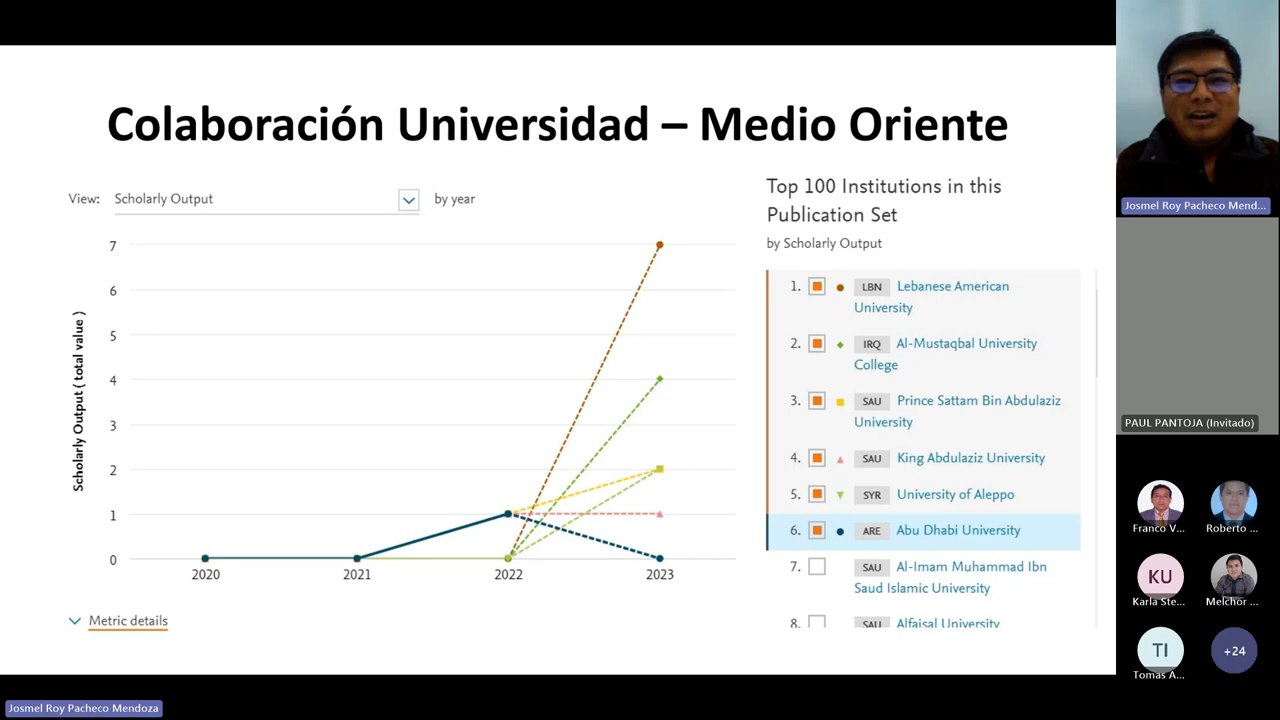 Colaboración Universidad – Medio Oriente
View: Scholarly Output by year
Scholarly Output ( total value )
7
6
5
4
3
2
1
0
2020 2021 2022 2023
Metric details
Top 100 Institutions in this
Publication Set
by Scholarly Output
1. LBN Lebanese American
University
2. IRQ Al-Mustaqbal University
College
3. SAU Prince Sattam Bin Abdulaziz
University
4. SAU King Abdulaziz University
5. SYR University of Aleppo
6. ARE Abu Dhabi University
7. SAU Al-Imam Muhammad Ibn
Saud Islamic University
8. SAU Alfaisal University
Josmel Roy Pacheco Mend...
PAUL PANTOJA (Invitado)
Franco V... Roberto ...
KU
Karla Ste... Melchor ...
TI +24
Tomas A...
Josmel Roy Pacheco Mendoza